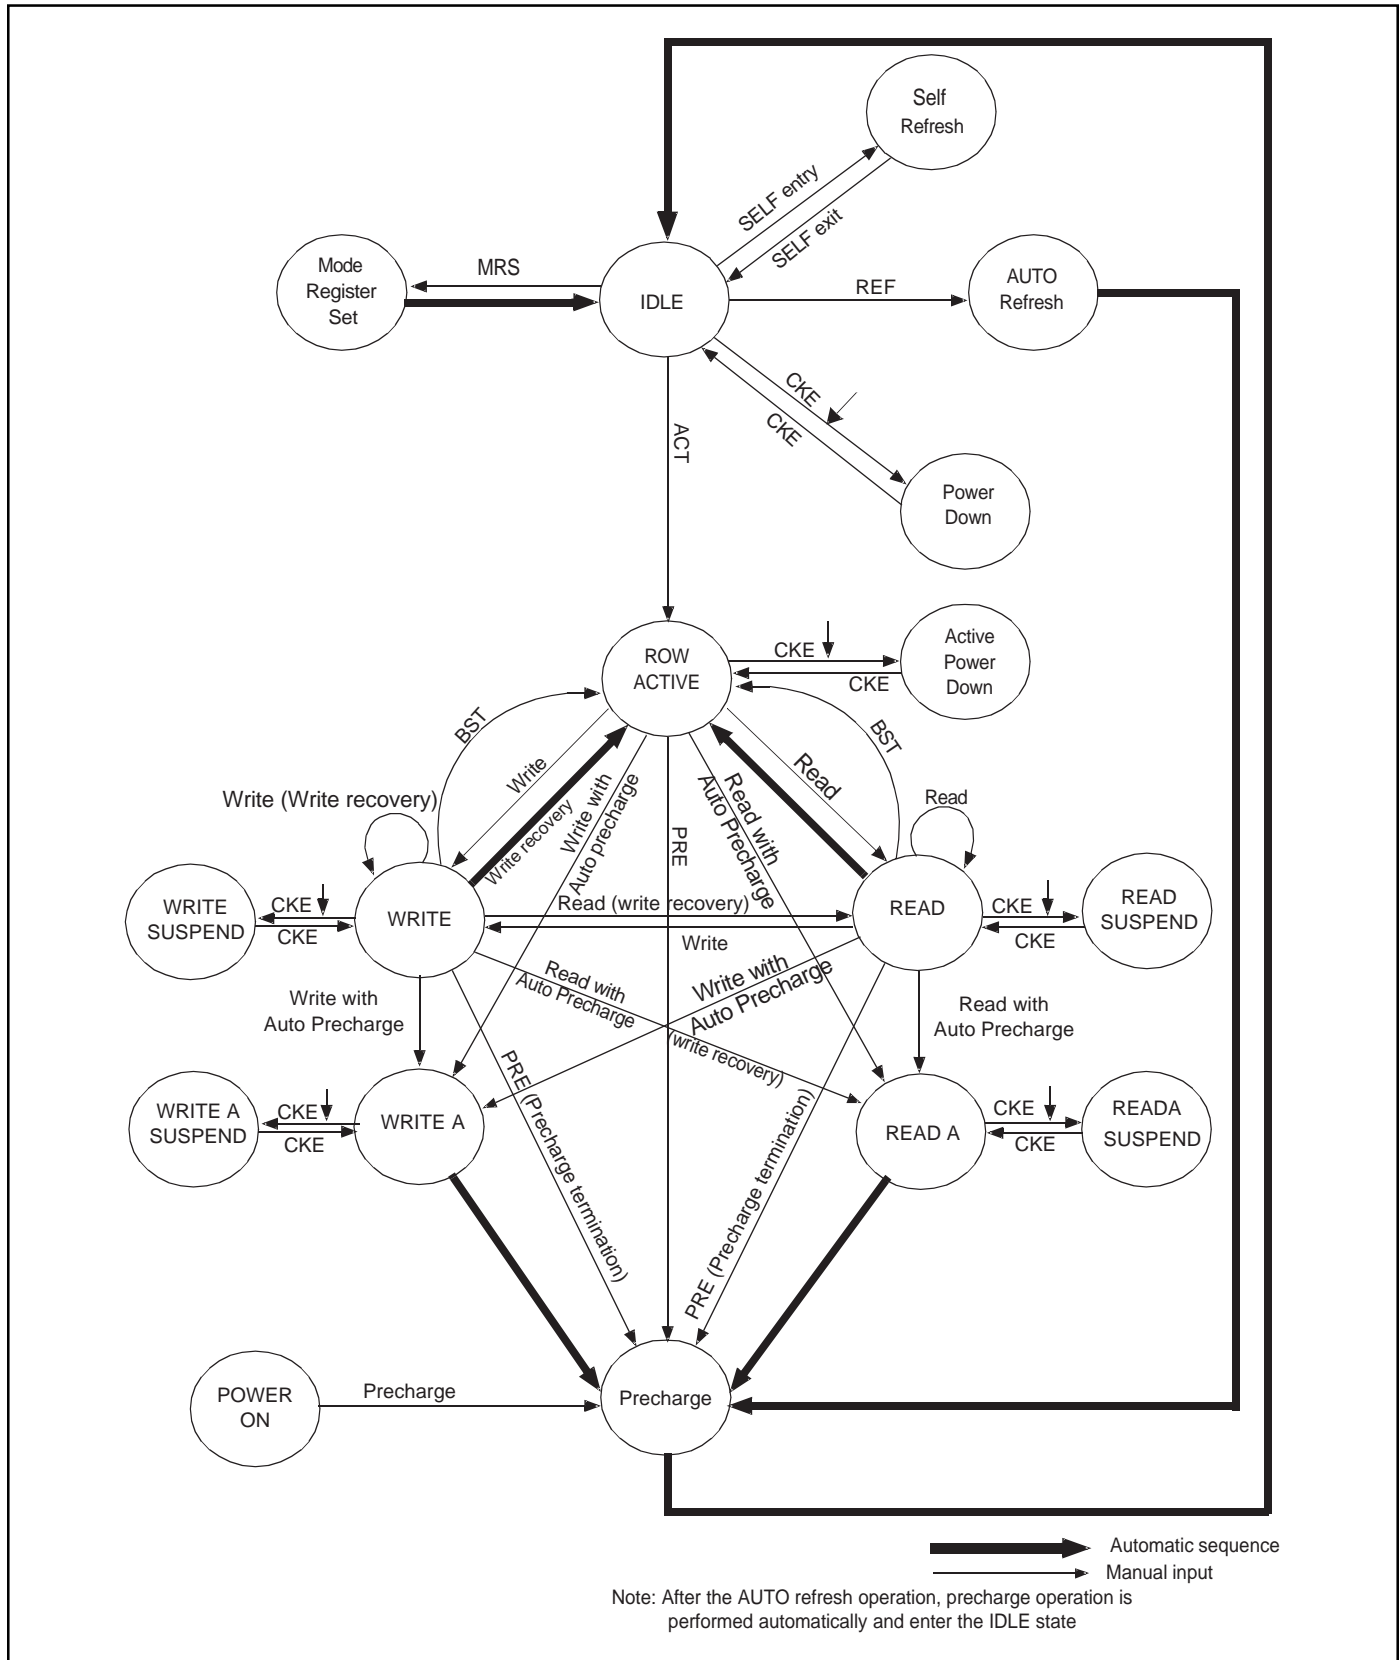 Self
Refresh
SELF entry
SELF exit
Mode
Register
Set
MRS
IDLE
REF
AUTO
Refresh
CKE
CKE
ACT
Power
Down
ROW
ACTIVE
CKE
CKE
Active
Power
Down
BST
BST
Write
Write recovery
Write with
Auto precharge
PRE
Read with
Auto Precharge
Read
Write (Write recovery)
Read
WRITE
SUSPEND
CKE
CKE
WRITE
Read (write recovery)
Write
READ
CKE
CKE
READ
SUSPEND
Write with
Auto Precharge
Read with
Auto Precharge
(write recovery)
Write with
Auto Precharge
Read with
Auto Precharge
PRE (Precharge termination)
PRE (Precharge termination)
WRITE A
SUSPEND
CKE
CKE
WRITE A
READ A
CKE
CKE
READA
SUSPEND
POWER
ON
Precharge
Precharge
Automatic sequence
Manual input
Note: After the AUTO refresh operation, precharge operation is
performed automatically and enter the IDLE state